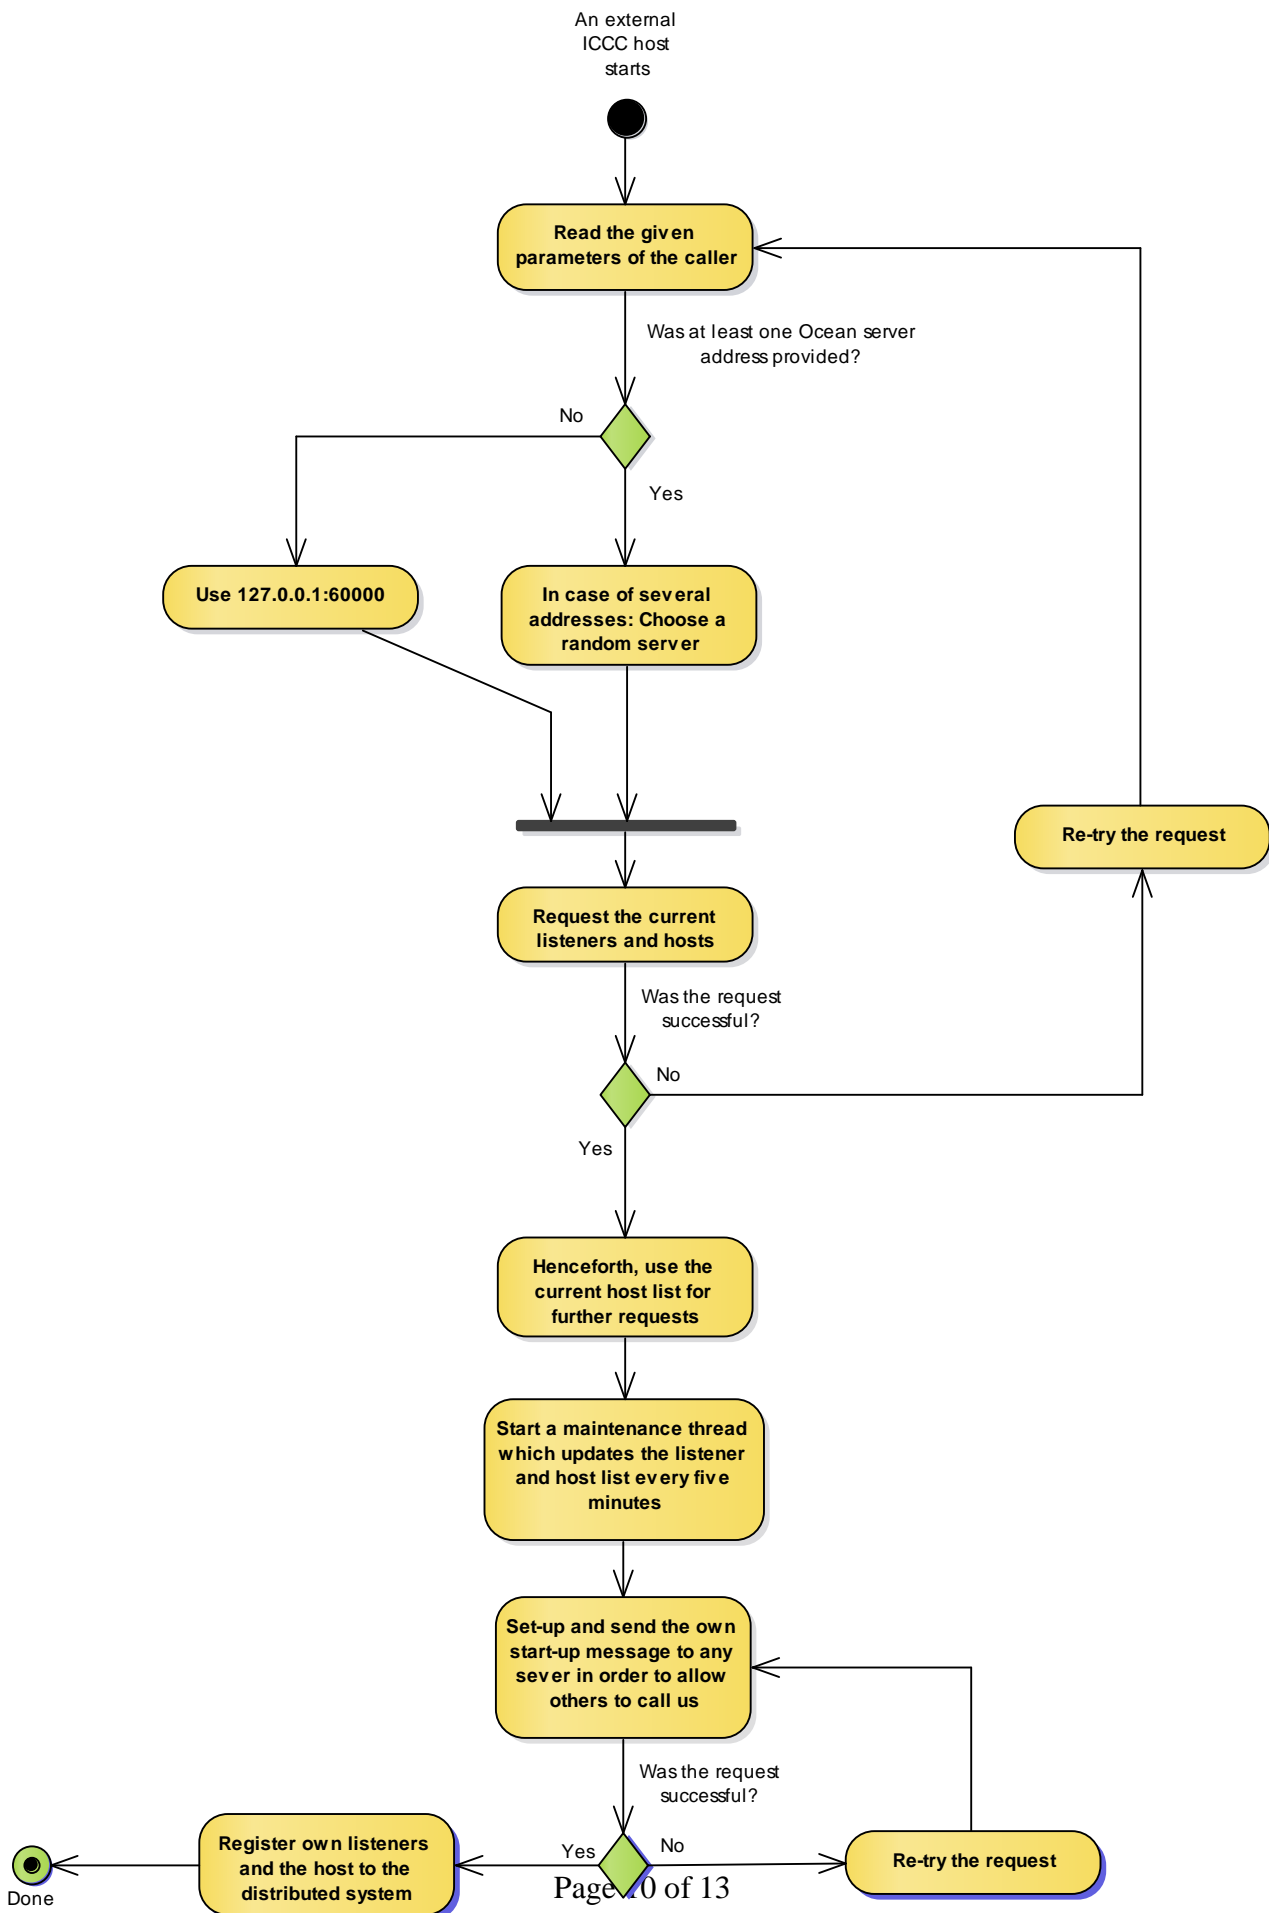 An external
ICCC host
starts
Read the given
parameters of the caller
Was at least one Ocean server
address provided?
No
Yes
Use 127.0.0.1:60000
In case of several
addresses: Choose a
random server
Re-try the request
Request the current
listeners and hosts
Was the request
successful?
No
Yes
Henceforth, use the
current host list for
further requests
Start a maintenance thread
which updates the listener
and host list every five
minutes
Set-up and send the own
start-up message to any
sever in order to allow
others to call us
Was the request
successful?
Register own listeners
and the host to the
distributed system
Yes
No
Re-try the request
Done
Page 10 of 13